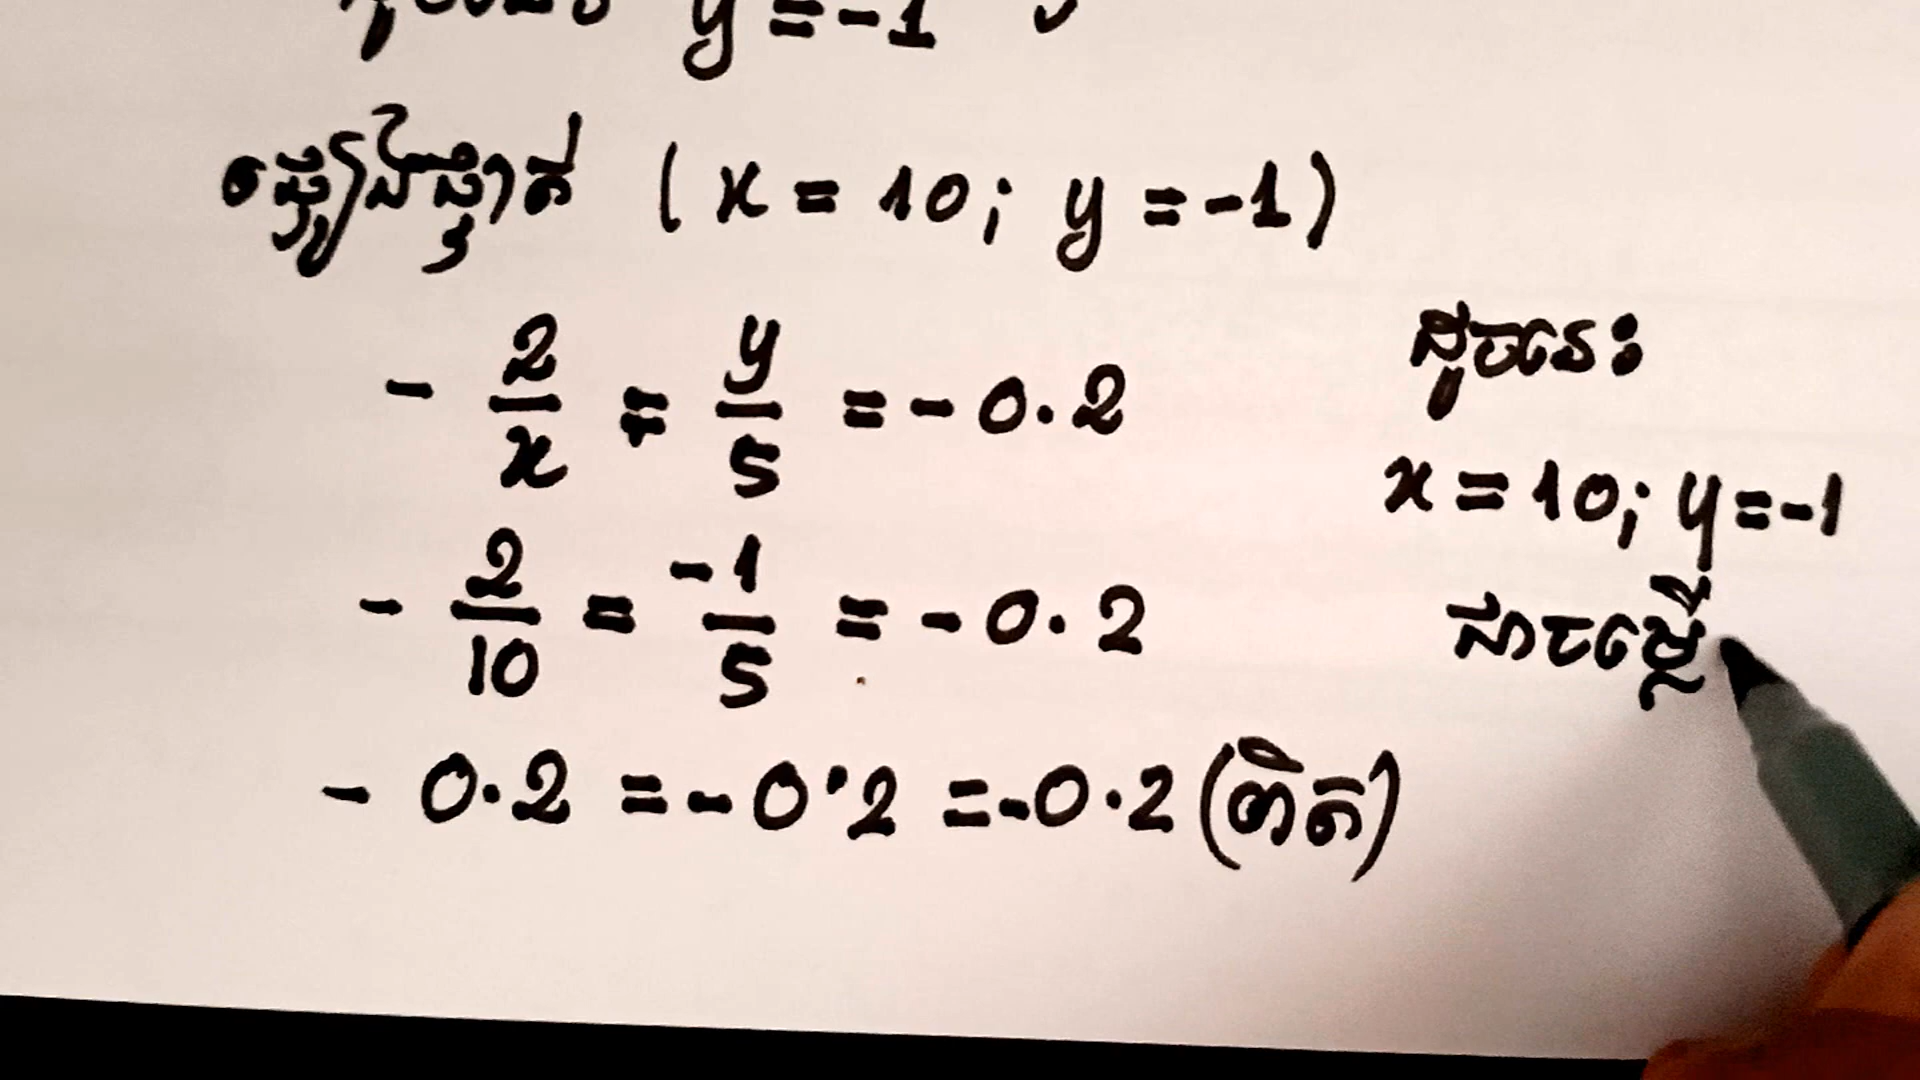 y = -1
ផ្ទៀងផ្ទាត់ ( x = 10 ; y = -1 )
- 2/x = y/5 = - 0.2
- 2/10 = -1/5 = - 0.2
- 0.2 = - 0.2 = - 0.2 (ពិត)
ដូចនេះ
x = 10 ; y = -1
ជាចម្លើ